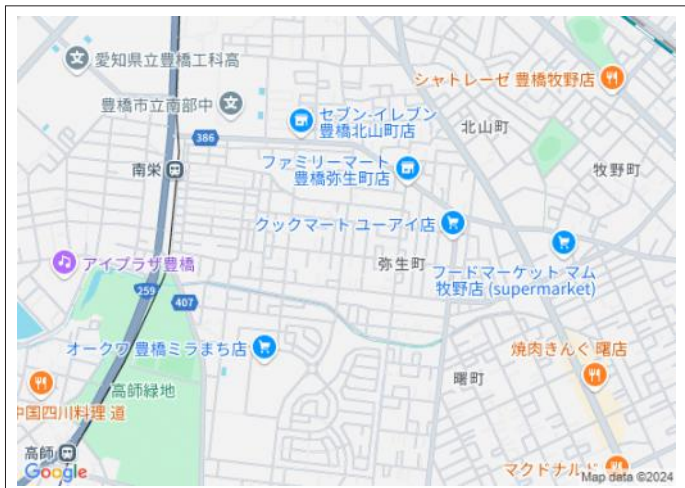 愛知県立豊橋工科高
シャトレーゼ 豊橋牧野店
豊橋市立南部中
セブン-イレブン
豊橋北山町店
北山町
386
南栄
ファミリーマート
豊橋弥生町店
牧野町
クックマート ユーアイ店
アイプラザ豊橋
弥生町
フードマーケット マム
牧野店 (supermarket)
259
407
オークワ 豊橋ミラまち店
焼肉きんぐ 曙店
高師緑地
曙町
中国四川料理 道
高師
Google
マクドナルド
Map data ©2024